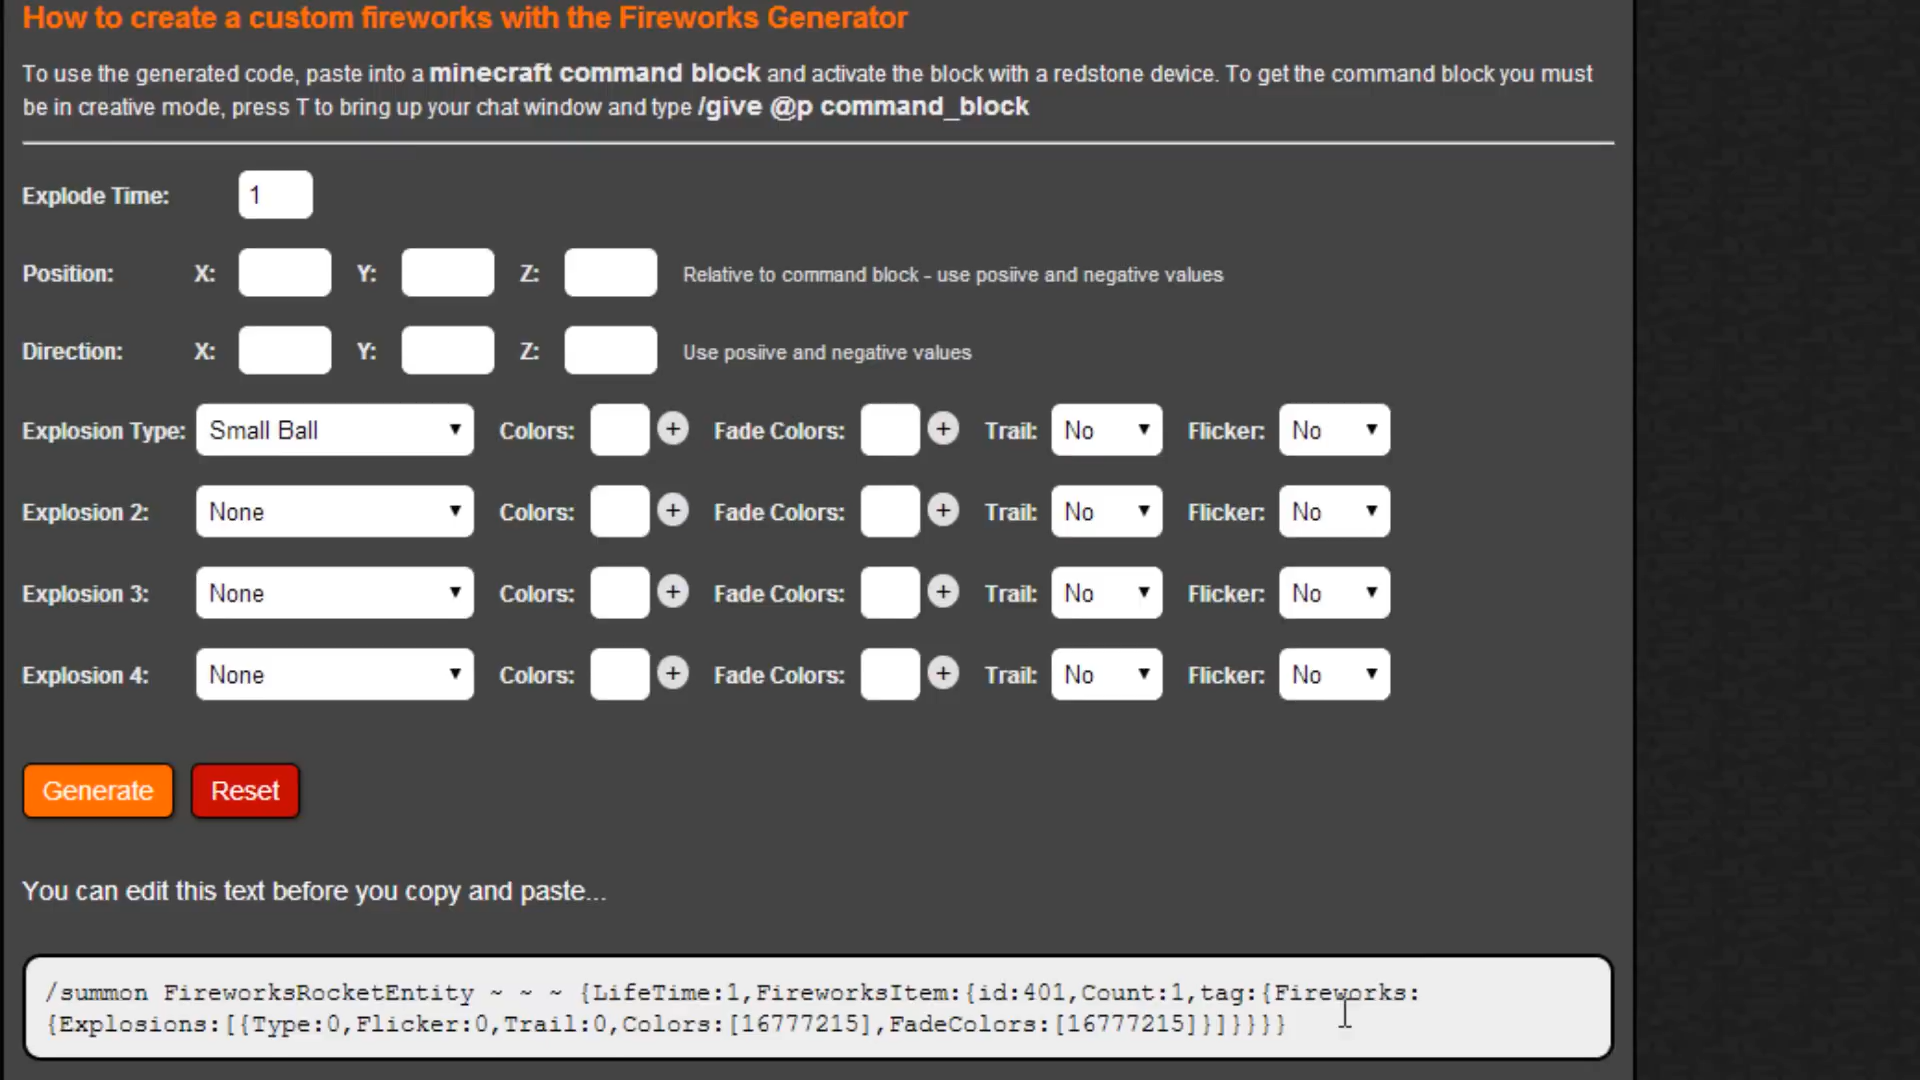 How to create a custom fireworks with the Fireworks Generator
To use the generated code, paste into a minecraft command block and activate the block with a redstone device. To get the command block you must
be in creative mode, press T to bring up your chat window and type /give @p command_block
Explode Time: 1
Position: X: Y: Z: Relative to command block - use posiive and negative values
Direction: X: Y: Z: Use posiive and negative values
Explosion Type: Small Ball Colors: + Fade Colors: + Trail: No Flicker: No
Explosion 2: None Colors: + Fade Colors: + Trail: No Flicker: No
Explosion 3: None Colors: + Fade Colors: + Trail: No Flicker: No
Explosion 4: None Colors: + Fade Colors: + Trail: No Flicker: No
Generate Reset
You can edit this text before you copy and paste...
/summon FireworksRocketEntity ~ ~ ~ {LifeTime:1,FireworksItem:{id:401,Count:1,tag:{Fireworks:
{Explosions:[{Type:0,Flicker:0,Trail:0,Colors:[16777215],FadeColors:[16777215]}]}}}}